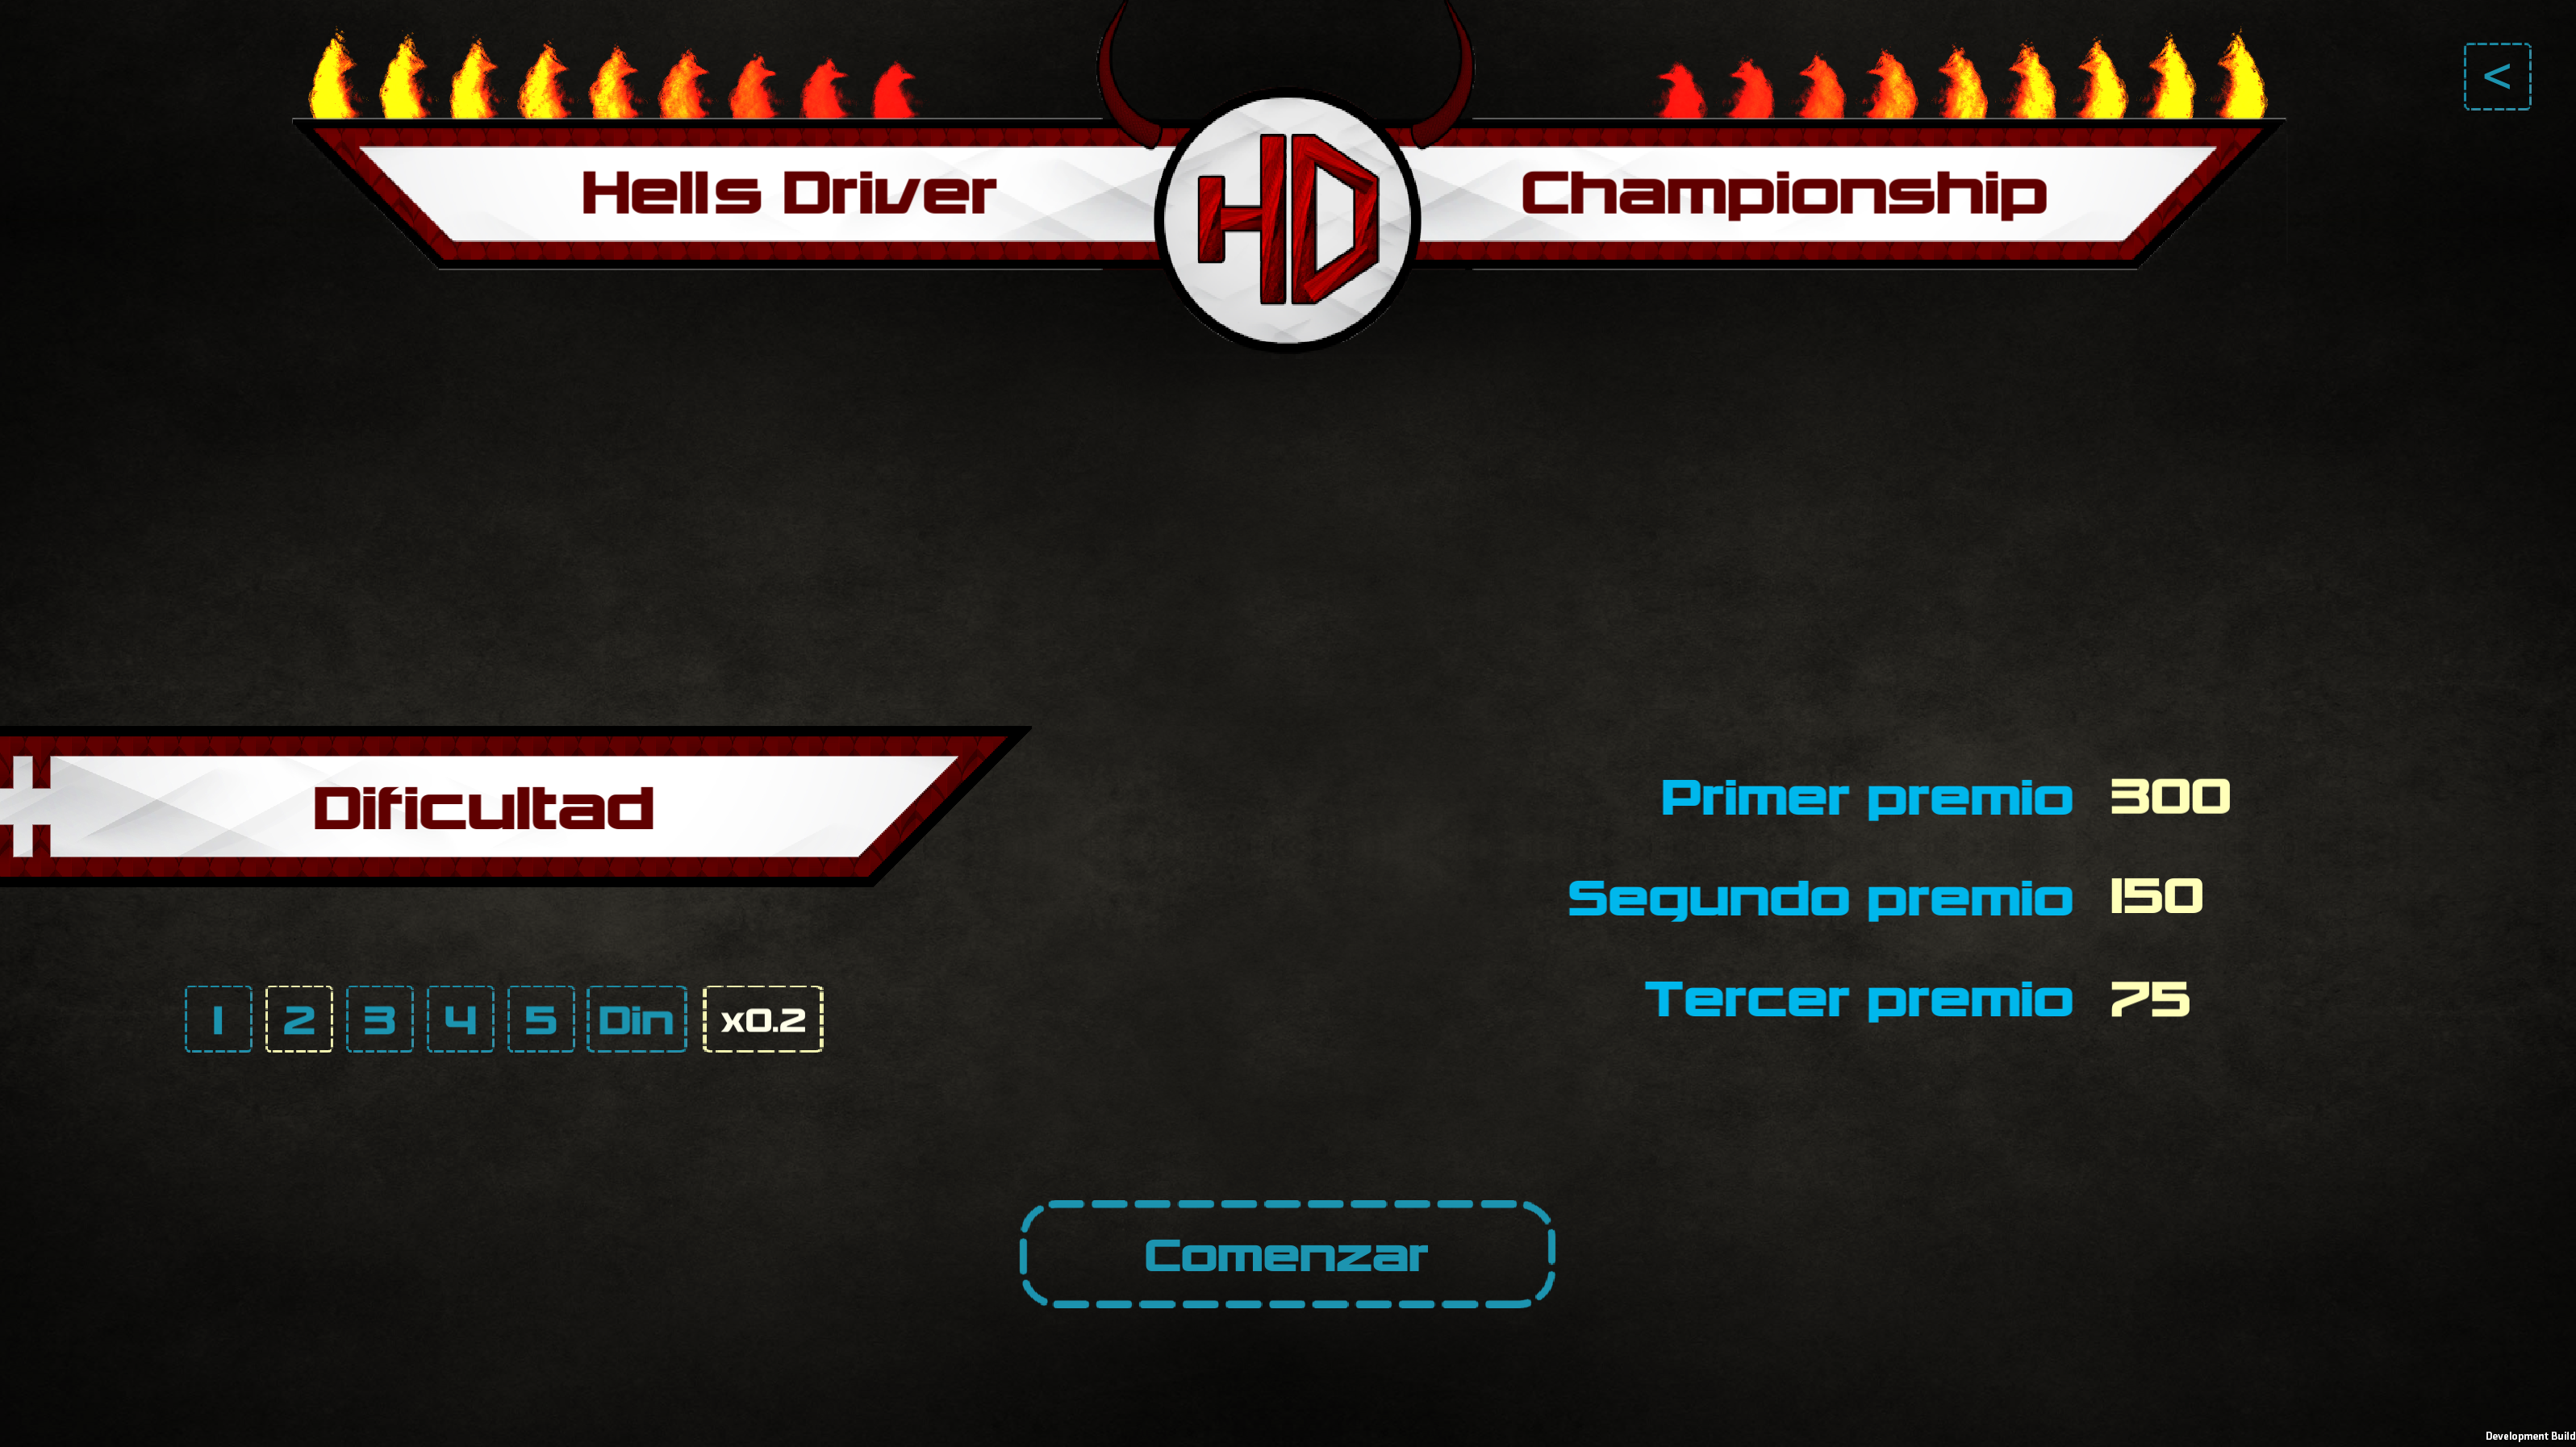 <
Hells Driver HD Championship
Dificultad
Primer premio 300
Segundo premio 150
Tercer premio 75
1 2 3 4 5 Din x0.2
Comenzar
Development Build